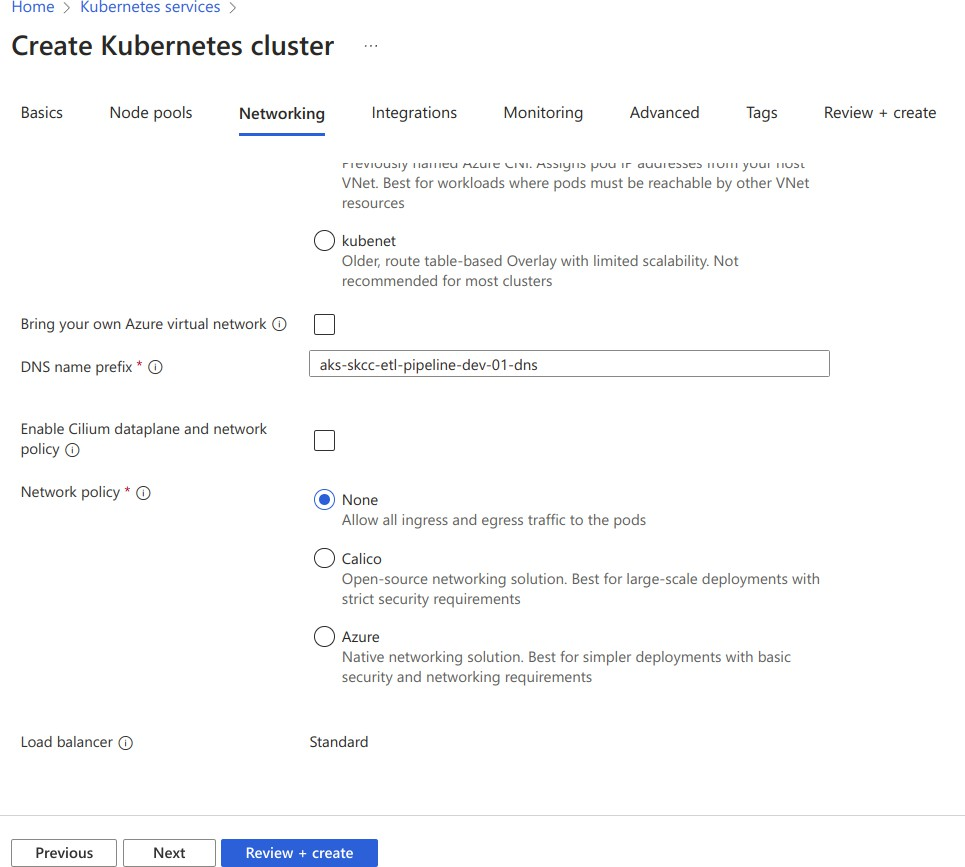 Home > Kubernetes services >
Create Kubernetes cluster ...
Basics Node pools Networking Integrations Monitoring Advanced Tags Review + create
Previously named Azure CNI. Assigns pod IP addresses from your host
VNet. Best for workloads where pods must be reachable by other VNet
resources
kubenet
Older, route table-based Overlay with limited scalability. Not
recommended for most clusters
Bring your own Azure virtual network
DNS name prefix *
aks-skcc-etl-pipeline-dev-01-dns
Enable Cilium dataplane and network
policy
Network policy *
None
Allow all ingress and egress traffic to the pods
Calico
Open-source networking solution. Best for large-scale deployments with
strict security requirements
Azure
Native networking solution. Best for simpler deployments with basic
security and networking requirements
Load balancer
Standard
Previous Next Review + create